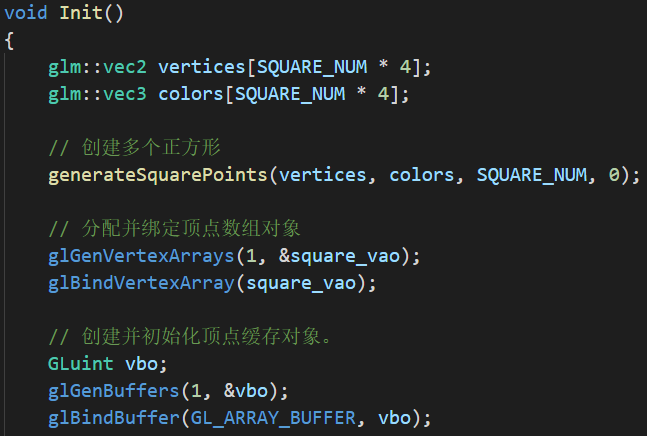 void Init()
{
    glm::vec2 vertices[SQUARE_NUM * 4];
    glm::vec3 colors[SQUARE_NUM * 4];

    // 创建多个正方形
    generateSquarePoints(vertices, colors, SQUARE_NUM, 0);

    // 分配并绑定顶点数组对象
    glGenVertexArrays(1, &square_vao);
    glBindVertexArray(square_vao);

    // 创建并初始化顶点缓存对象。
    GLuint vbo;
    glGenBuffers(1, &vbo);
    glBindBuffer(GL_ARRAY_BUFFER, vbo);